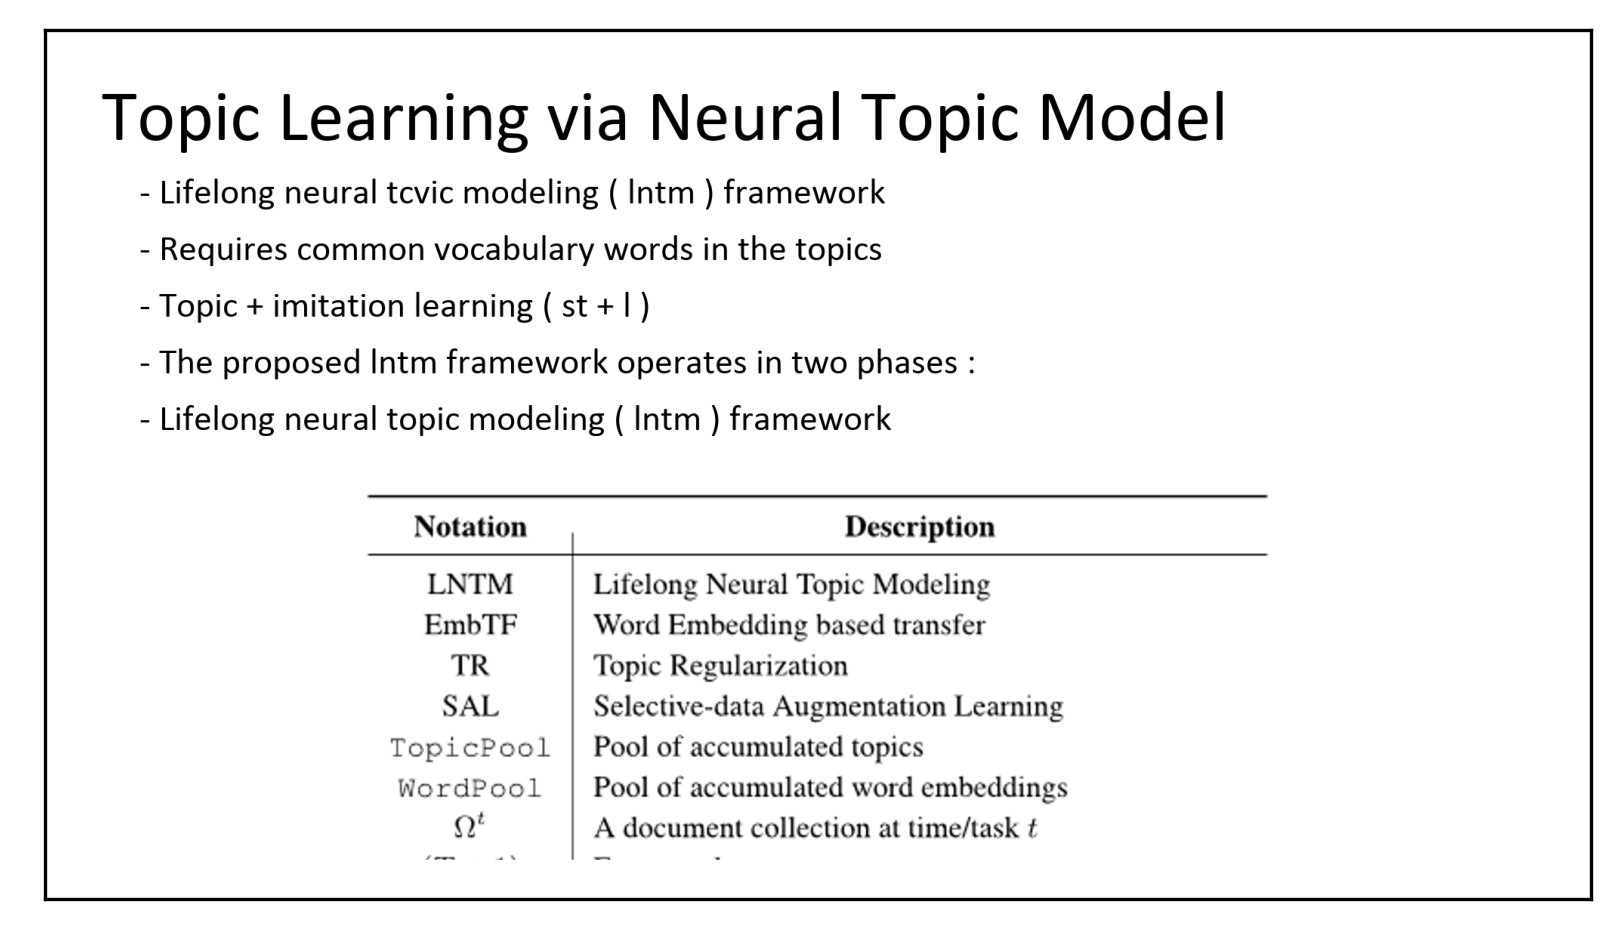 Topic Learning via Neural Topic Model
- Lifelong neural tcvic modeling ( lntm ) framework
- Requires common vocabulary words in the topics
- Topic + imitation learning ( st + l )
- The proposed lntm framework operates in two phases :
- Lifelong neural topic modeling ( lntm ) framework
Notation Description
LNTM Lifelong Neural Topic Modeling
EmbTF Word Embedding based transfer
TR Topic Regularization
SAL Selective-data Augmentation Learning
TopicPool Pool of accumulated topics
WordPool Pool of accumulated word embeddings
Ωᵗ A document collection at time/task t